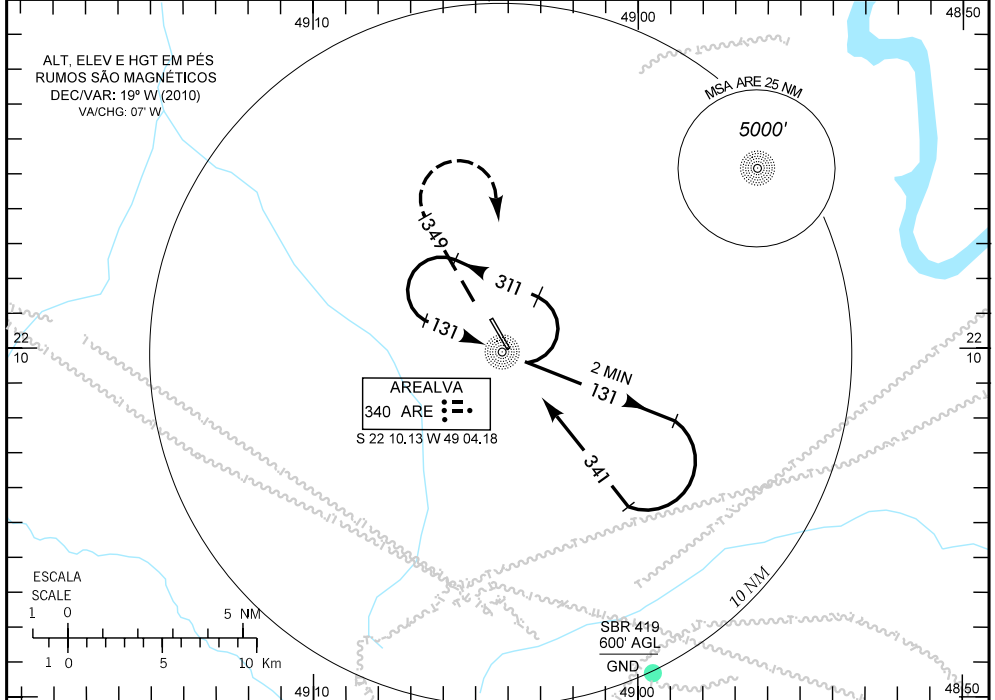 49 10
49 00
48 50
ALT, ELEV E HGT EM PÉS
RUMOS SÃO MAGNÉTICOS
DEC/VAR: 19º W (2010)
VA/CHG: 07' W
MSA ARE 25 NM
5000'
349
311
131
22
10
22
10
2 MIN
131
AREALVA
340 ARE
S 22 10.13 W 49 04.18
341
ESCALA
SCALE
1 0 5 NM
1 0 5 10 Km
10 NM
SBR 419
600' AGL
GND
49 10
49 00
48 50